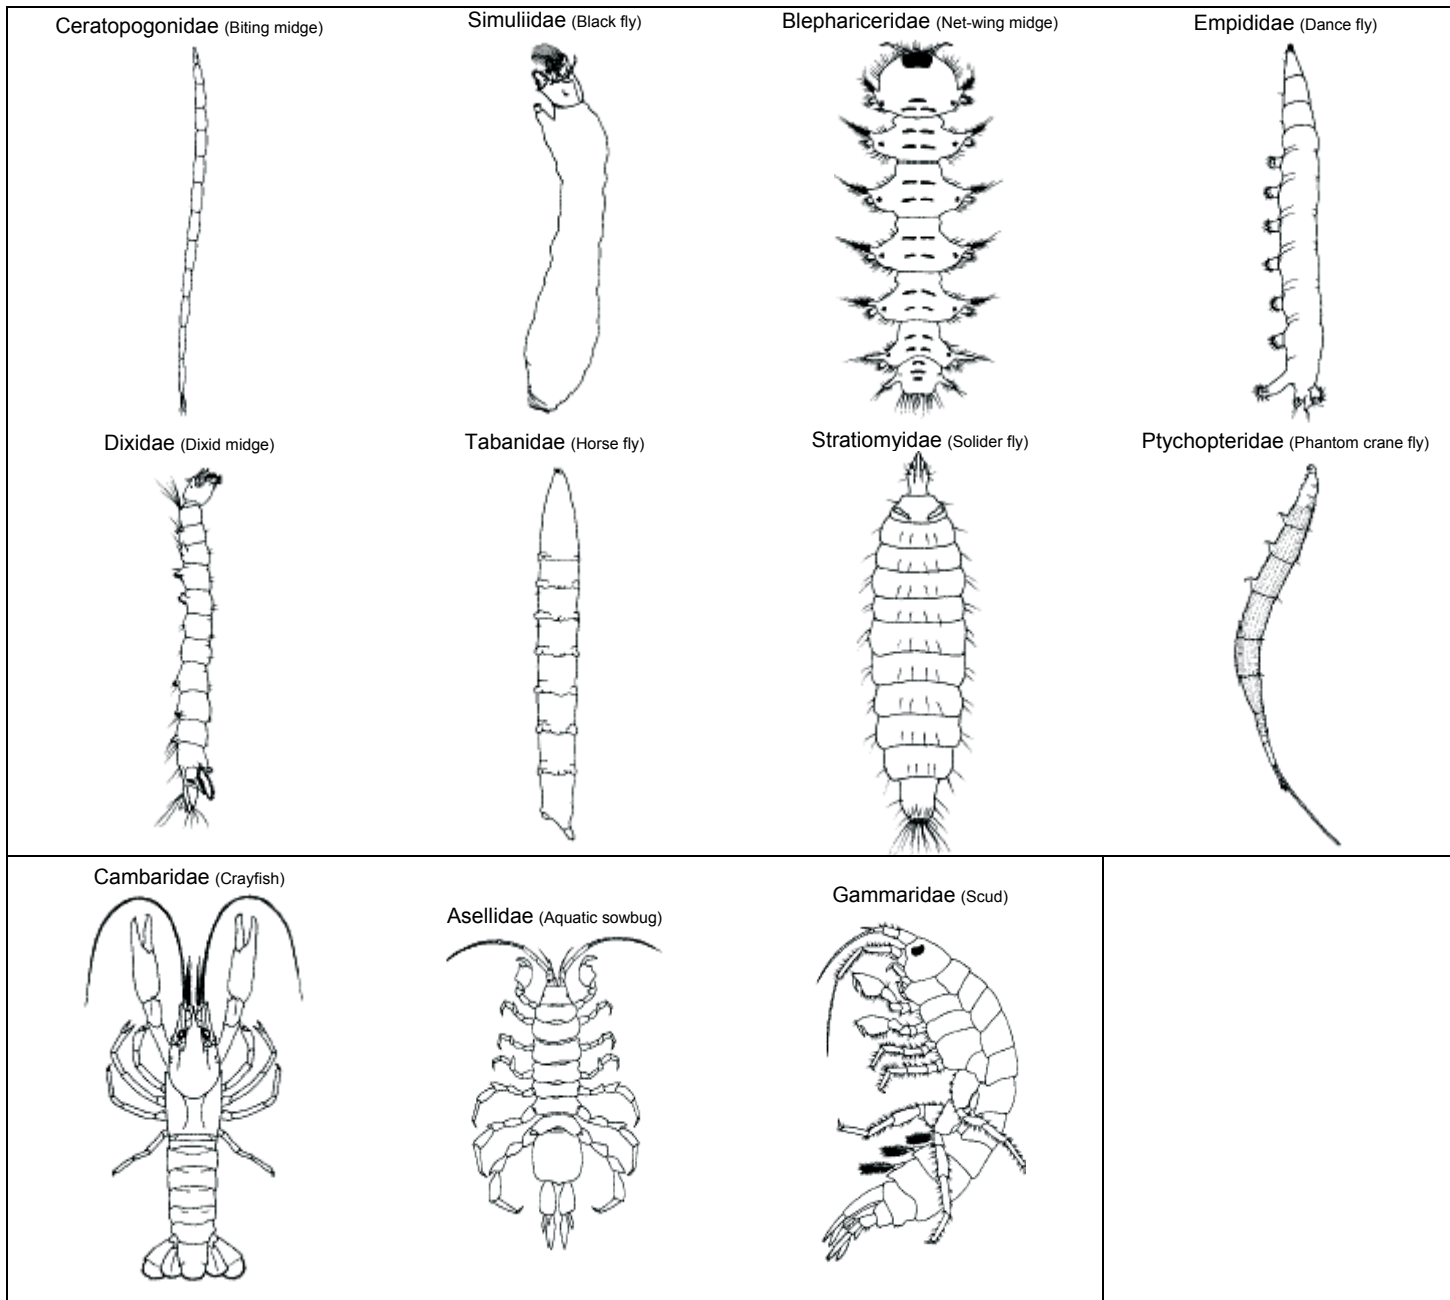 Ceratopogonidae (Biting midge)
Simuliidae (Black fly)
Blephariceridae (Net-wing midge)
Empididae (Dance fly)
Dixidae (Dixid midge)
Tabanidae (Horse fly)
Stratiomyidae (Solider fly)
Ptychopteridae (Phantom crane fly)
Cambaridae (Crayfish)
Asellidae (Aquatic sowbug)
Gammaridae (Scud)